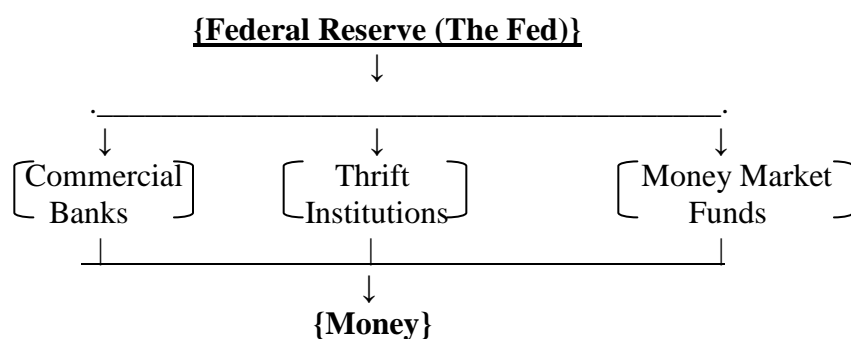 {Federal Reserve (The Fed)}
Commercial Banks
Thrift Institutions
Money Market Funds
{Money}